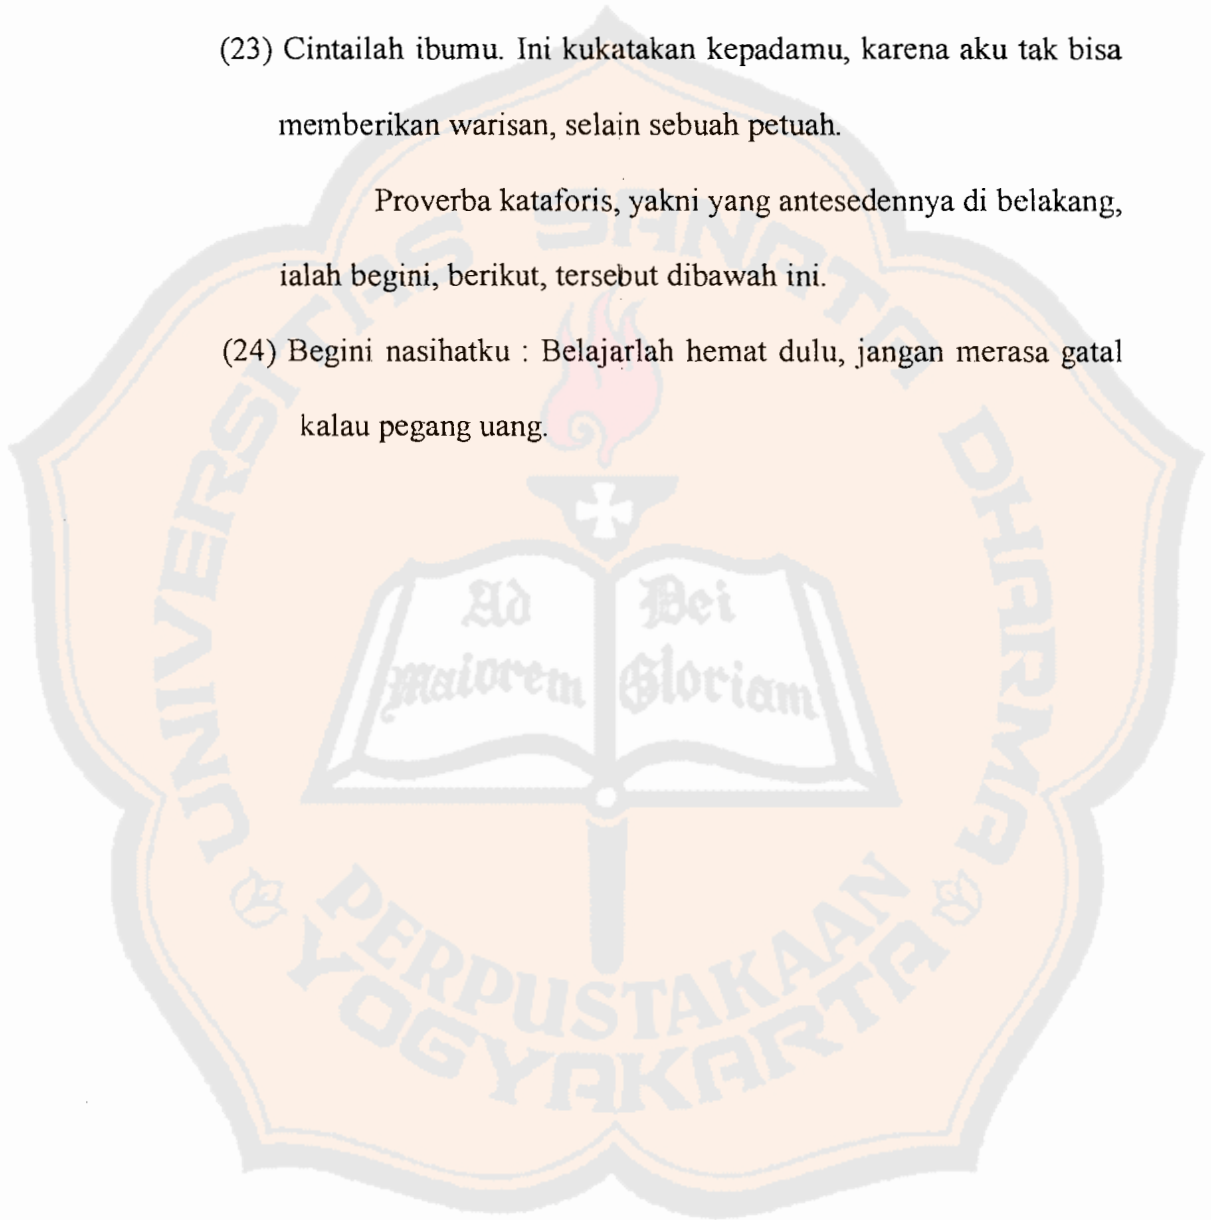 (23) Cintailah ibumu. Ini kukatakan kepadamu, karena aku tak bisa
memberikan warisan, selain sebuah petuah.
Proverba kataforis, yakni yang antesedennya di belakang,
ialah begini, berikut, tersebut dibawah ini.
(24) Begini nasihatku : Belajarlah hemat dulu, jangan merasa gatal
kalau pegang uang.
UNIVERSITAS SANATA DHARMA
Ad
maiorem
Dei
Gloriam
PERPUSTAKAAN
YOGYAKARTA